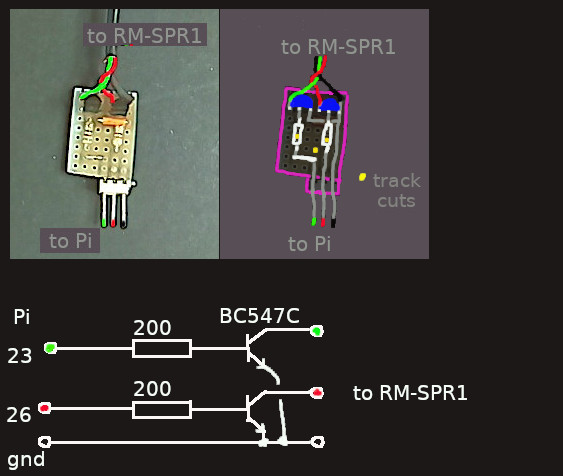 to RM-SPR1
to RM-SPR1
track
cuts
to Pi
to Pi
Pi
200
BC547C
23
200
to RM-SPR1
26
gnd